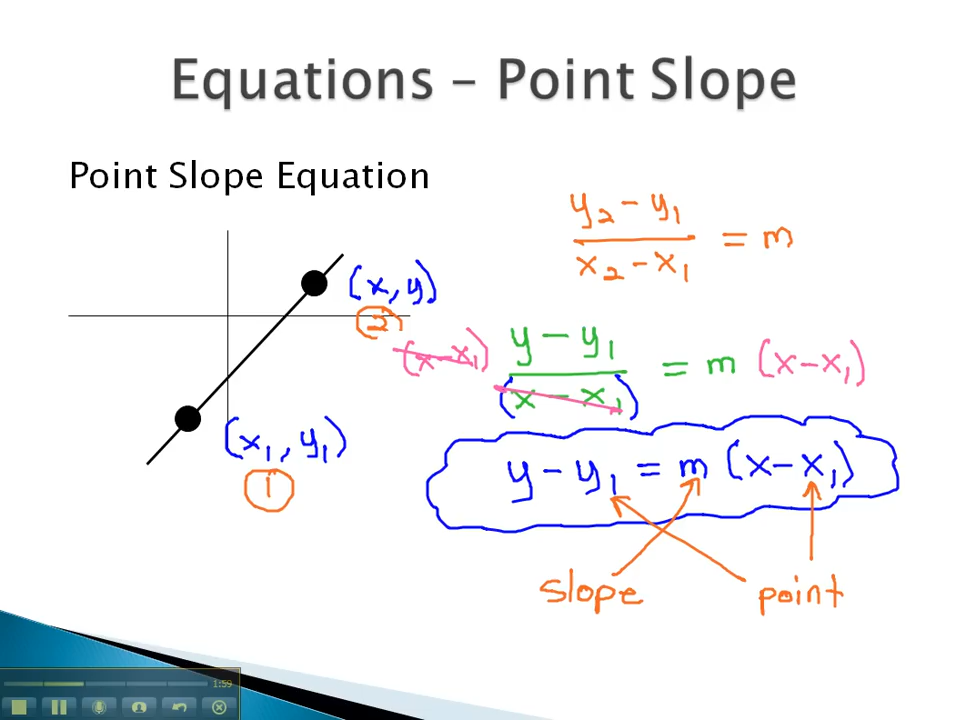 Equations – Point Slope
Point Slope Equation
y₂ – y₁
x₂ – x₁
= m
(x, y)
2
(x – x₁)
y – y₁
(x – x₁)
= m (x – x₁)
(x₁, y₁)
1
y – y₁ = m (x – x₁)
slope
point
1:59